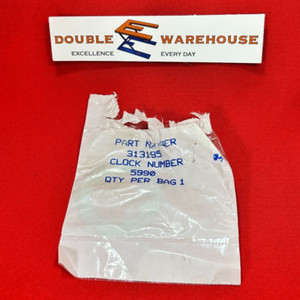 DOUBLE WAREHOUSE
EXCELLENCE EVERY DAY
PART NUMBER
313195
CLOCK NUMBER
5990
QTY PER BAG 1